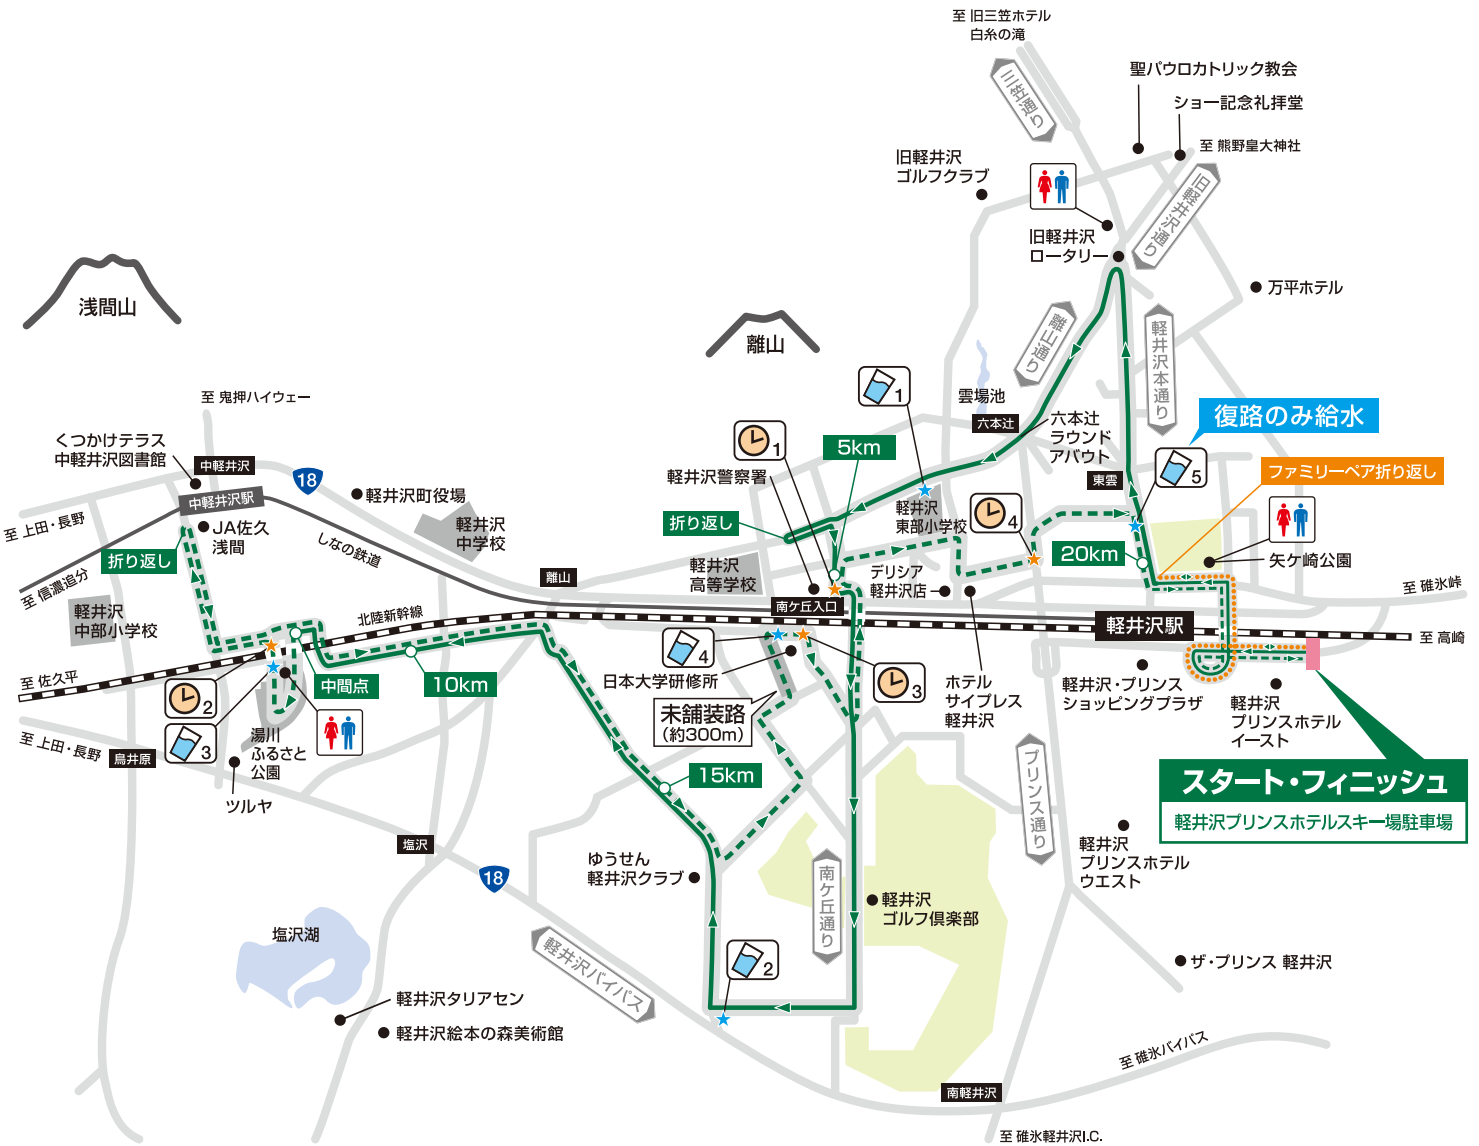 至 旧三笠ホテル
白糸の滝
三笠通り
聖パウロカトリック教会
ショー記念礼拝堂
至 熊野皇大神社
旧軽井沢
ゴルフクラブ
旧軽井沢通り
旧軽井沢
ロータリー
万平ホテル
浅間山
離山
離山通り
軽井沢本通り
至 鬼押ハイウェー
雲場池
六本辻
六本辻
ラウンド
アバウト
復路のみ給水
くつかけテラス
中軽井沢図書館
中軽井沢
18
1
1
5km
東雲
5
ファミリーペア折り返し
中軽井沢駅
軽井沢町役場
軽井沢警察署
至 上田・長野
JA佐久
浅間
しなの鉄道
軽井沢
中学校
折り返し
軽井沢
東部小学校
4
20km
矢ケ崎公園
折り返し
至 信濃追分
離山
軽井沢
高等学校
デリシア
軽井沢店
至 碓氷峠
軽井沢
中部小学校
北陸新幹線
南ケ丘入口
軽井沢駅
至 高崎
至 佐久平
中間点
10km
4
日本大学研修所
3
ホテル
サイプレス
軽井沢
軽井沢・プリンス
ショッピングプラザ
軽井沢
プリンスホテル
イースト
2
3
未舗装路
(約300m)
至 上田・長野
鳥井原
湯川
ふるさと
公園
ツルヤ
15km
プリンス通り
スタート・フィニッシュ
軽井沢プリンスホテルスキー場駐車場
塩沢
18
ゆうせん
軽井沢クラブ
南ケ丘通り
軽井沢
プリンスホテル
ウエスト
軽井沢
ゴルフ倶楽部
塩沢湖
軽井沢バイパス
2
ザ・プリンス 軽井沢
軽井沢タリアセン
軽井沢絵本の森美術館
至 碓氷バイパス
南軽井沢
至 碓氷軽井沢I.C.